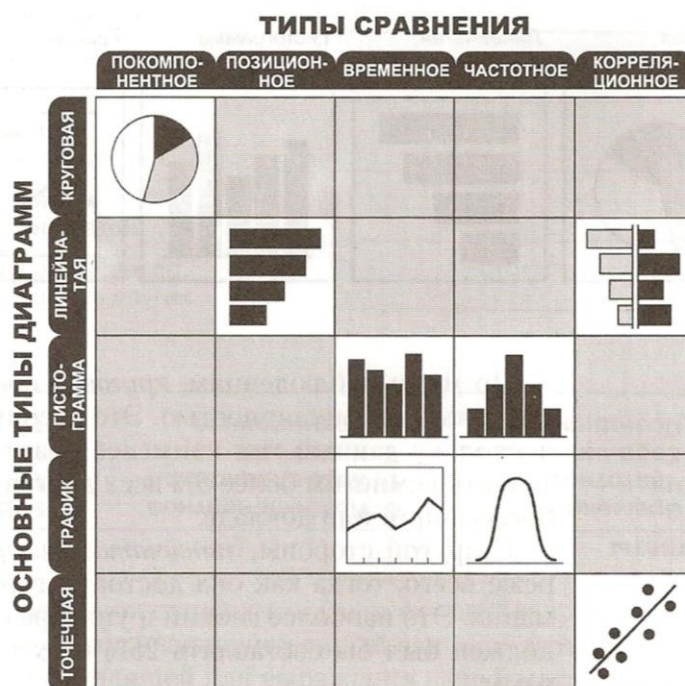 ТИПЫ СРАВНЕНИЯ
ПОКОМПО-
НЕНТНОЕ
ПОЗИЦИОН-
НОЕ
ВРЕМЕННОЕ
ЧАСТОТНОЕ
КОРРЕЛЯ-
ЦИОННОЕ
ОСНОВНЫЕ ТИПЫ ДИАГРАММ
КРУГОВАЯ
ЛИНЕЙЧА-
ТАЯ
ГИСТО-
ГРАММА
ГРАФИК
ТОЧЕЧНАЯ